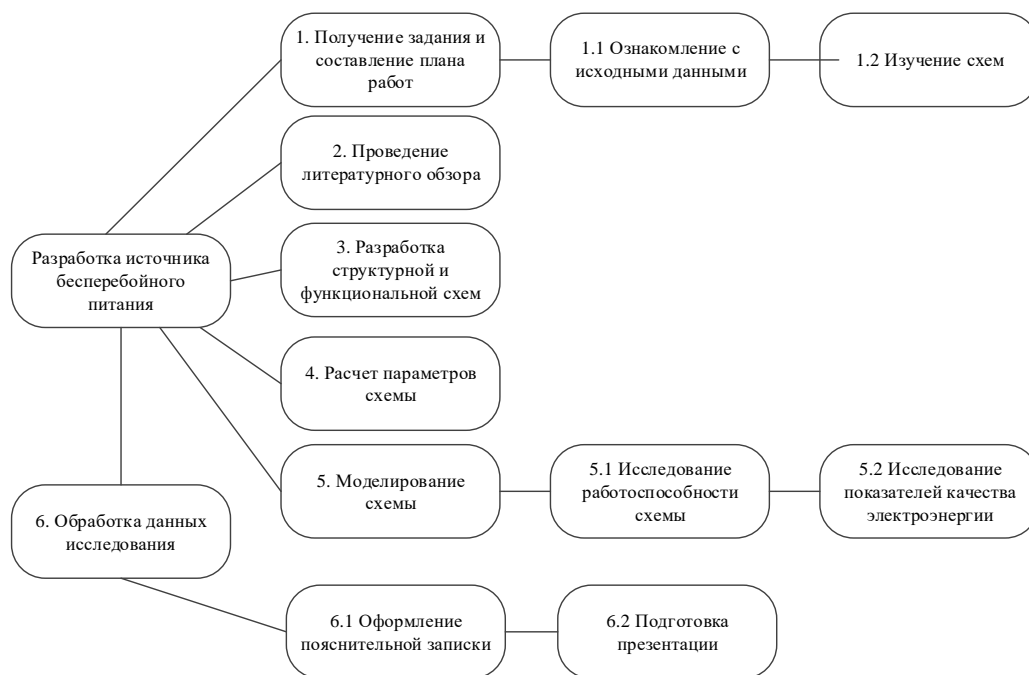 1. Получение задания и
составление плана
работ
1.1 Ознакомление с
исходными данными
1.2 Изучение схем
2. Проведение
литературного обзора
Разработка источника
бесперебойного
питания
3. Разработка
структурной и
функциональной схем
4. Расчет параметров
схемы
5. Моделирование
схемы
5.1 Исследование
работоспособности
схемы
5.2 Исследование
показателей качества
электроэнергии
6. Обработка данных
исследования
6.1 Оформление
пояснительной записки
6.2 Подготовка
презентации